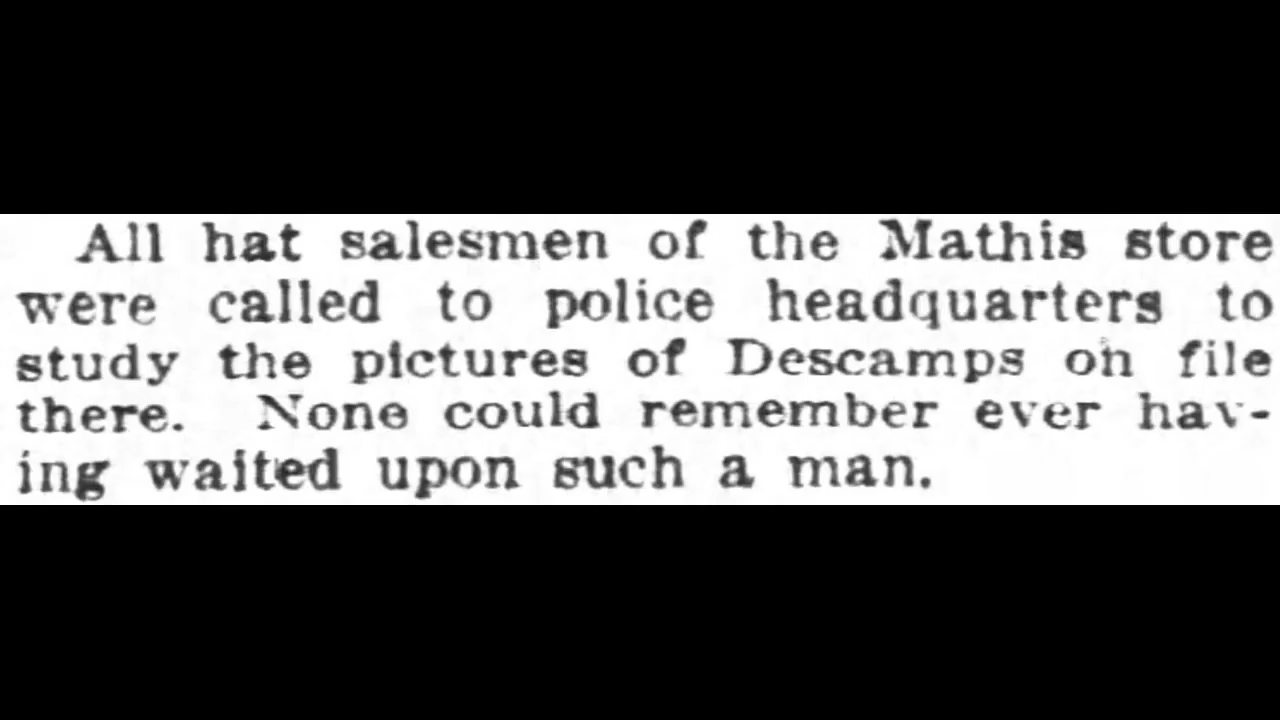 All hat salesmen of the Mathis store
were called to police headquarters to
study the pictures of Descamps on file
there. None could remember ever hav-
ing waited upon such a man.